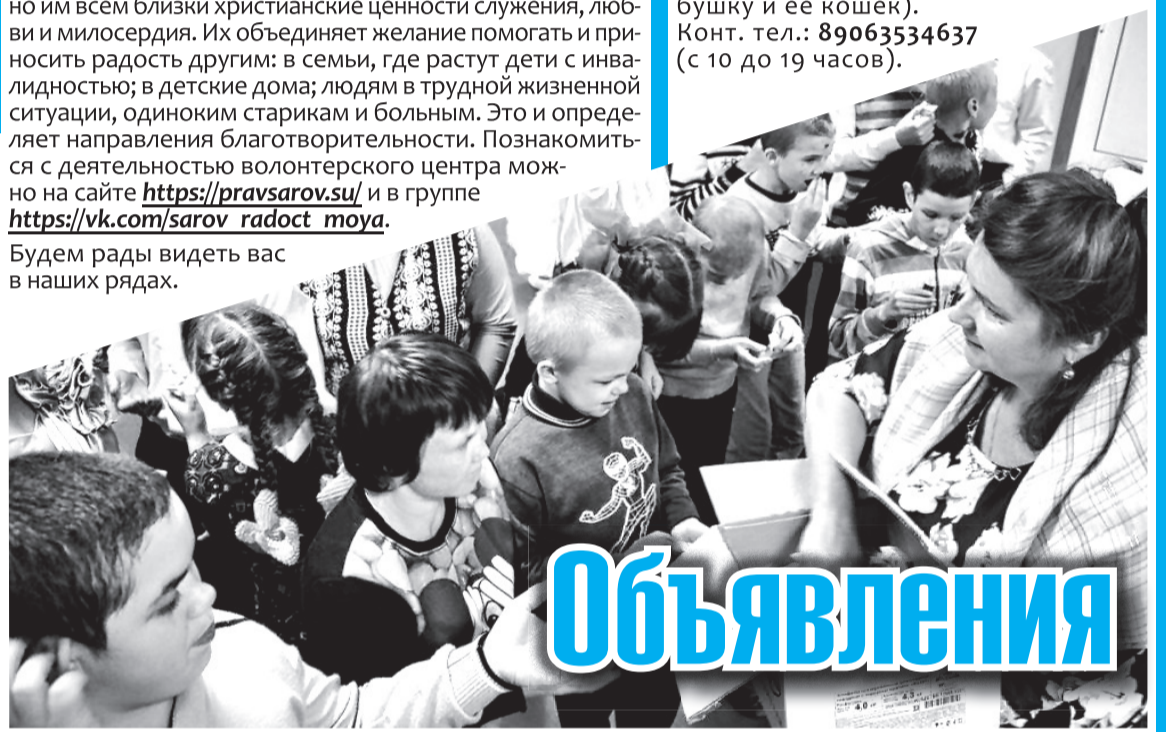 но им всем близки христианские ценности служения, люб-
ви и милосердия. Их объединяет желание помогать и при-
носить радость другим: в семьи, где растут дети с инва-
лидностью; в детские дома; людям в трудной жизненной
ситуации, одиноким старикам и больным. Это и опреде-
ляет направления благотворительности. Познакомить-
ся с деятельностью волонтерского центра мож-
но на сайте https://pravsarov.su/ и в группе
https://vk.com/sarov_radoct_moya.
Будем рады видеть вас
в наших рядах.
бушку и ее кошек).
Конт. тел.: 89063534637
(с 10 до 19 часов).
Объявления